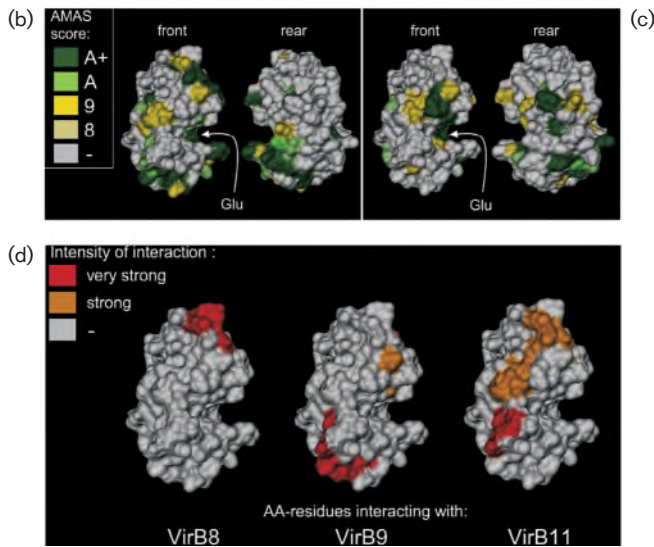 (b)
AMAS
score:
A+
A
9
8
-
front
rear
Glu
front
rear
Glu
(c)
(d)
Intensity of interaction :
very strong
strong
-
AA-residues interacting with:
VirB8
VirB9
VirB11